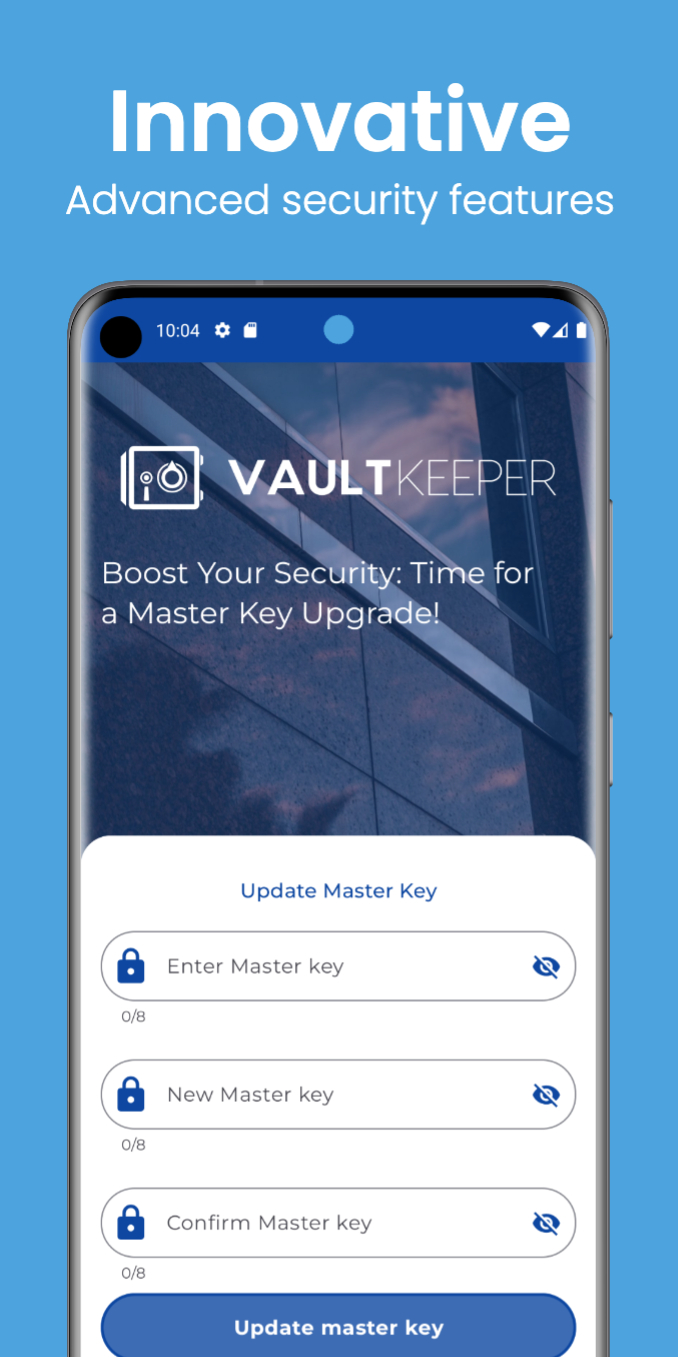 Innovative
Advanced security features
10:04
VAULTKEEPER
Boost Your Security: Time for
a Master Key Upgrade!
Update Master Key
Enter Master key
0/8
New Master key
0/8
Confirm Master key
0/8
Update master key